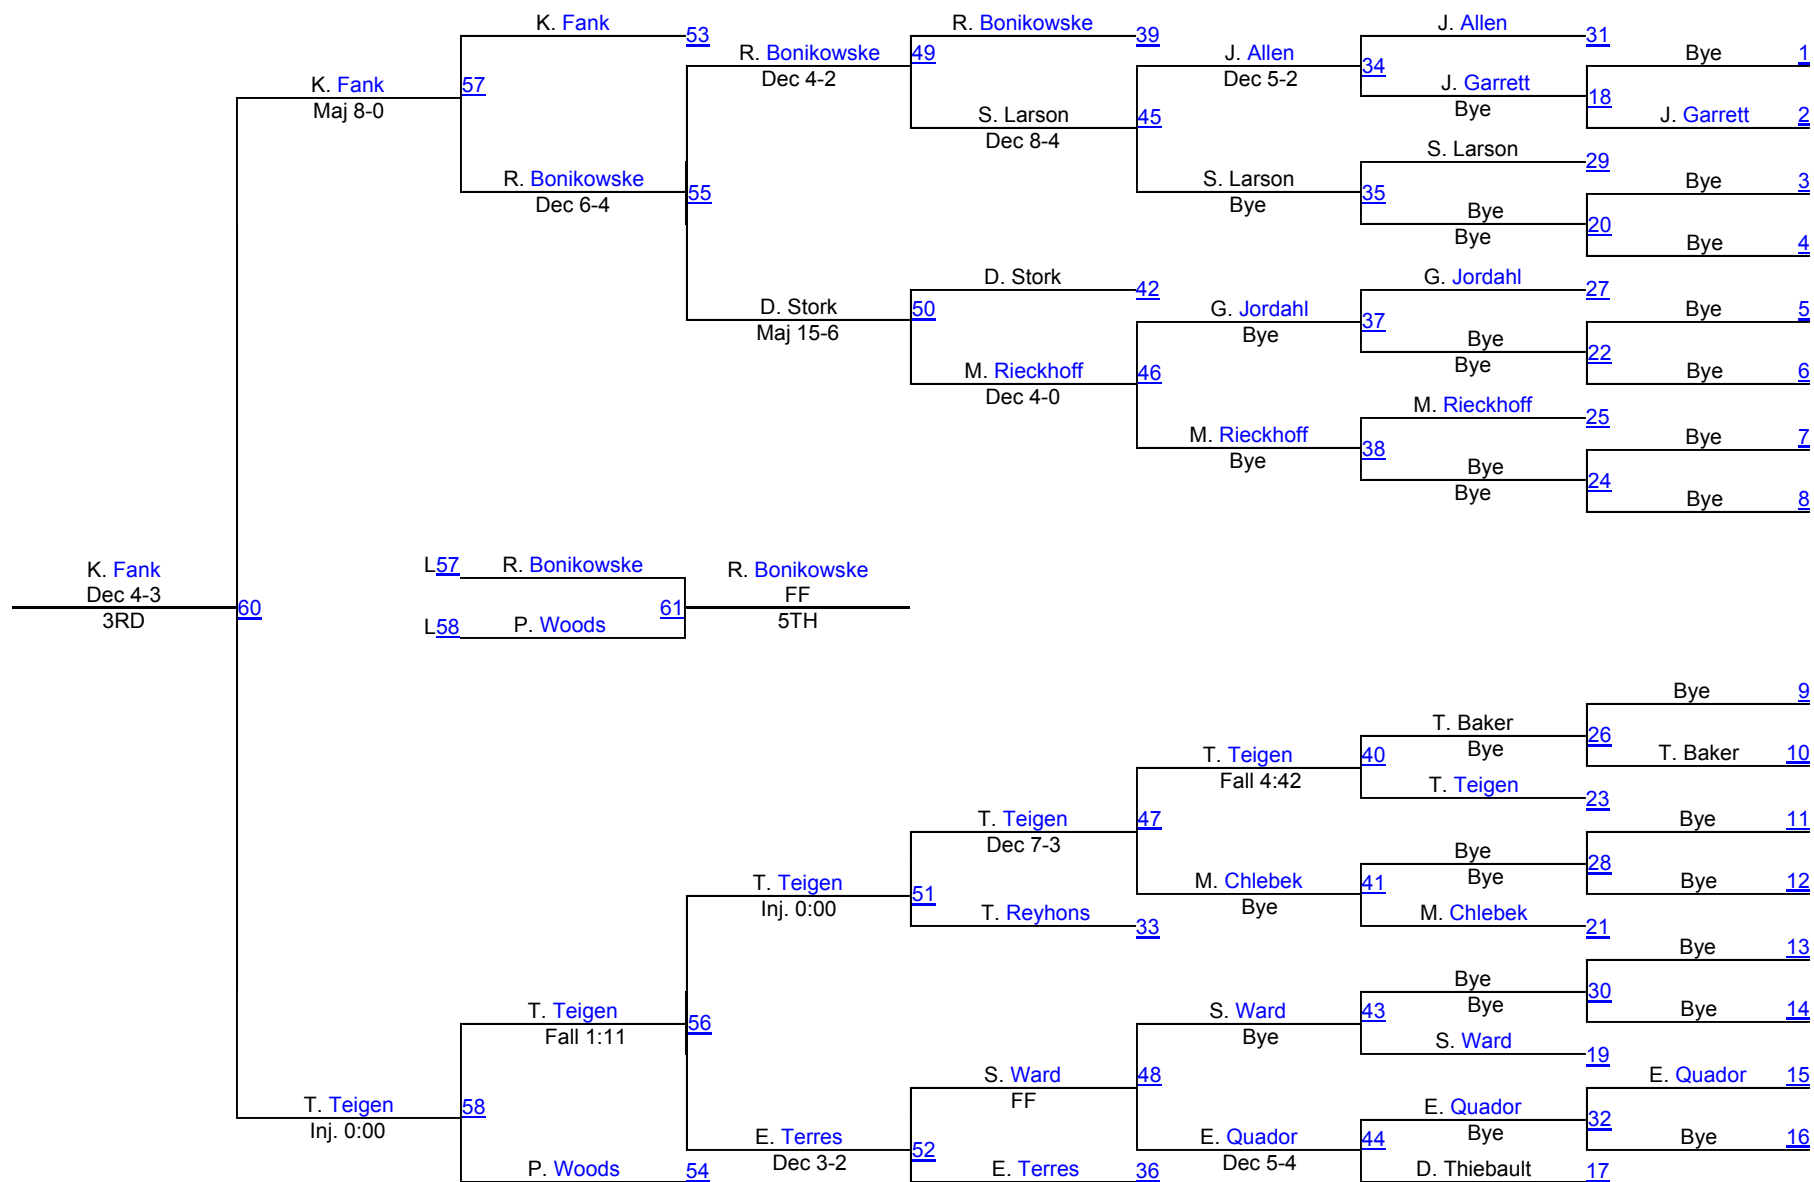 K. Fank 53
R. Bonikowske 39
J. Allen 31
R. Bonikowske 49
Dec 4-2
J. Allen 34
Dec 5-2
Bye 1
K. Fank 57
Maj 8-0
J. Garrett 18
Bye
S. Larson 45
Dec 8-4
J. Garrett 2
S. Larson 29
R. Bonikowske 55
Dec 6-4
S. Larson 35
Bye
Bye 3
Bye 20
Bye
Bye 4
D. Stork 42
G. Jordahl 27
D. Stork 50
Maj 15-6
G. Jordahl 37
Bye
Bye 5
Bye 22
Bye
M. Rieckhoff 46
Dec 4-0
Bye 6
M. Rieckhoff 25
M. Rieckhoff 38
Bye
Bye 7
Bye 24
Bye
Bye 8
K. Fank
Dec 4-3
60
3RD
L57 R. Bonikowske
R. Bonikowske
FF
61
5TH
L58 P. Woods
Bye 9
T. Baker 26
Bye
T. Teigen 40
Fall 4:42
T. Baker 10
T. Teigen 23
T. Teigen 47
Dec 7-3
Bye 11
Bye 28
Bye
T. Teigen 51
Inj. 0:00
M. Chlebek 41
Bye
Bye 12
T. Reyhons 33
M. Chlebek 21
Bye 13
Bye 30
Bye
T. Teigen 56
Fall 1:11
S. Ward 43
Bye
Bye 14
S. Ward 19
S. Ward 48
FF
E. Quador 15
T. Teigen 58
Inj. 0:00
E. Quador 32
Bye
E. Terres 52
Dec 3-2
E. Quador 44
Dec 5-4
Bye 16
P. Woods 54
E. Terres 36
D. Thiebault 17